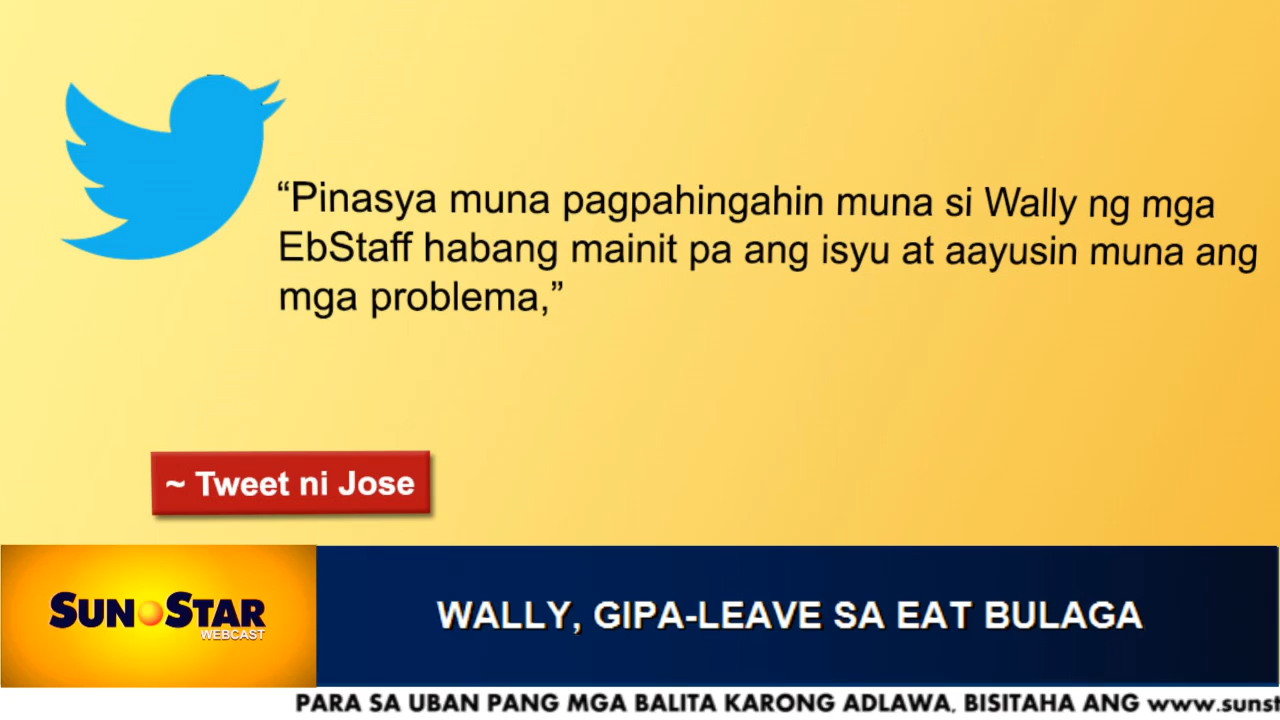 “Pinasya muna pagpahingahin muna si Wally ng mga
EbStaff habang mainit pa ang isyu at aayusin muna ang
mga problema,”
~ Tweet ni Jose
SUN STAR
WEBCAST
WALLY, GIPA-LEAVE SA EAT BULAGA
PARA SA UBAN PANG MGA BALITA KARONG ADLAWA, BISITAHA ANG www.sunst